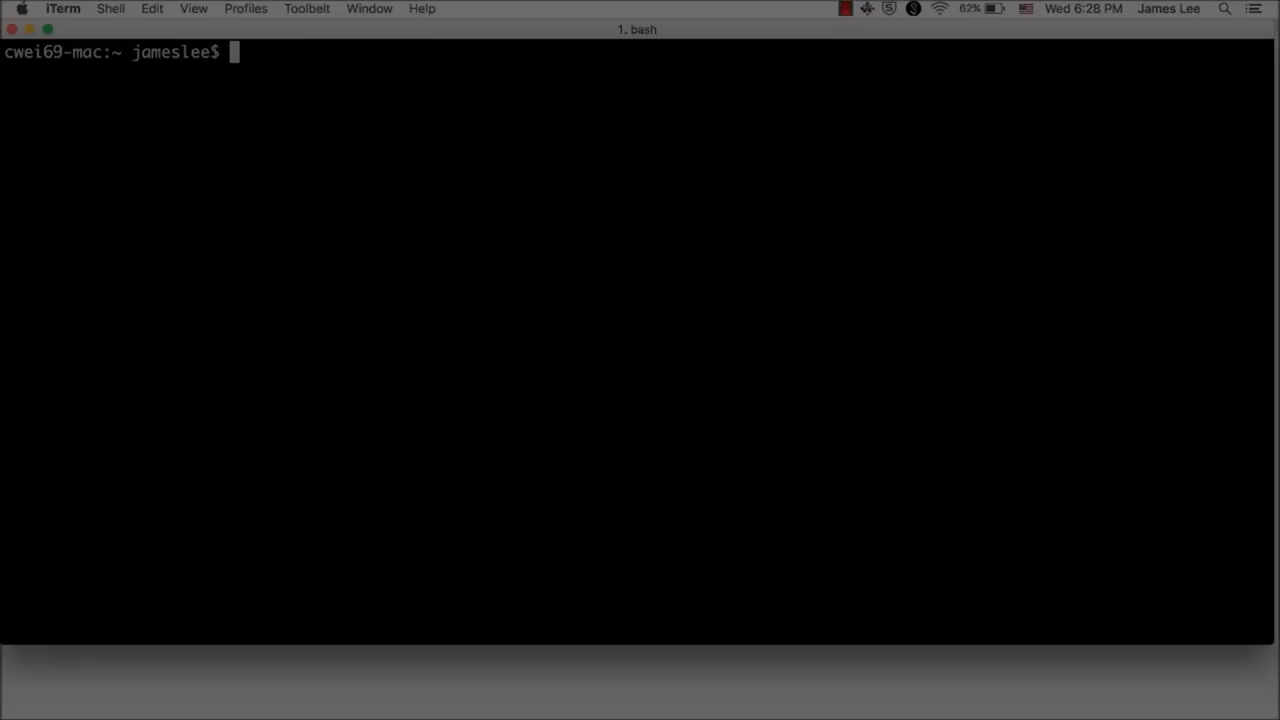 iTerm Shell Edit View Profiles Toolbelt Window Help 62% Wed 6:28 PM James Lee
1. bash
cwei69-mac:~ jameslee$